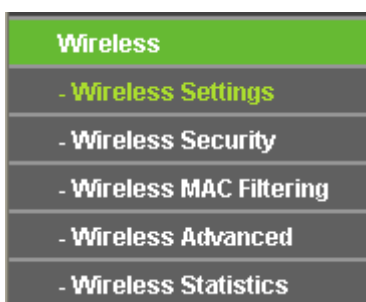 Wireless
- Wireless Settings
- Wireless Security
- Wireless MAC Filtering
- Wireless Advanced
- Wireless Statistics